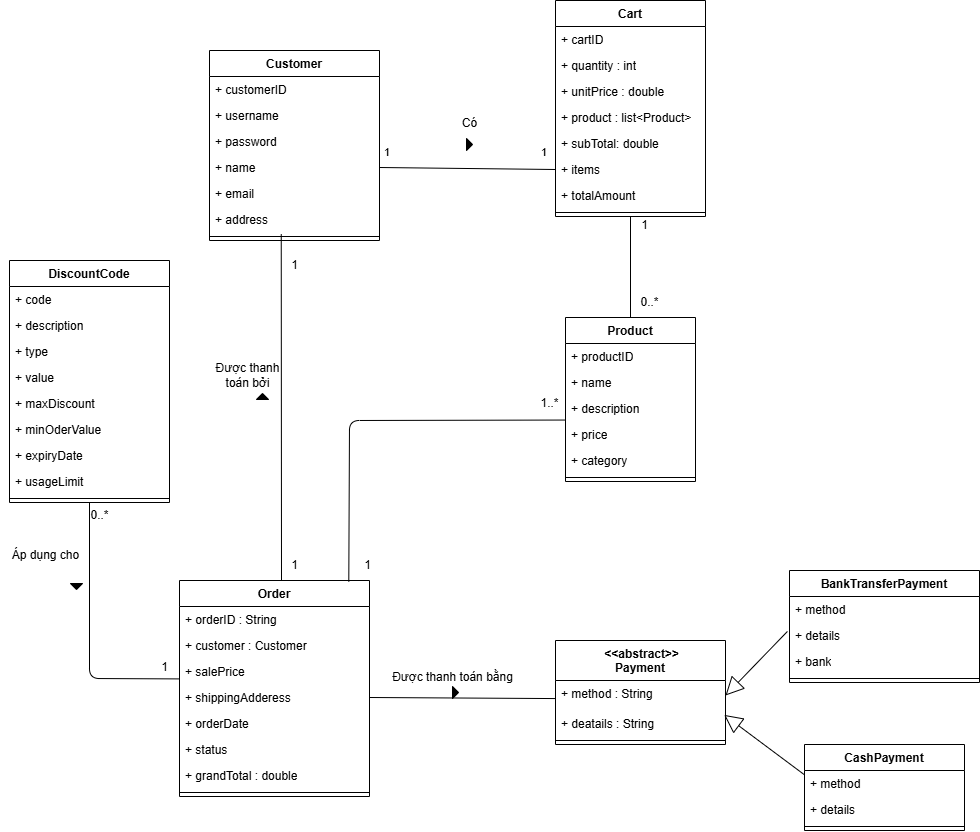 Cart
+ cartID
+ quantity : int
+ unitPrice : double
+ product : list<Product>
+ subTotal: double
+ items
+ totalAmount
Customer
+ customerID
+ username
+ password
+ name
+ email
+ address
Có
1
1
1
0..*
1
DiscountCode
+ code
+ description
+ type
+ value
+ maxDiscount
+ minOderValue
+ expiryDate
+ usageLimit
Product
+ productID
+ name
+ description
+ price
+ category
Được thanh
toán bởi
1..*
0..*
Áp dụng cho
1
1
1
Order
+ orderID : String
+ customer : Customer
+ salePrice
+ shippingAdderess
+ orderDate
+ status
+ grandTotal : double
Được thanh toán bằng
<<abstract>>
Payment
+ method : String
+ deatails : String
BankTransferPayment
+ method
+ details
+ bank
CashPayment
+ method
+ details